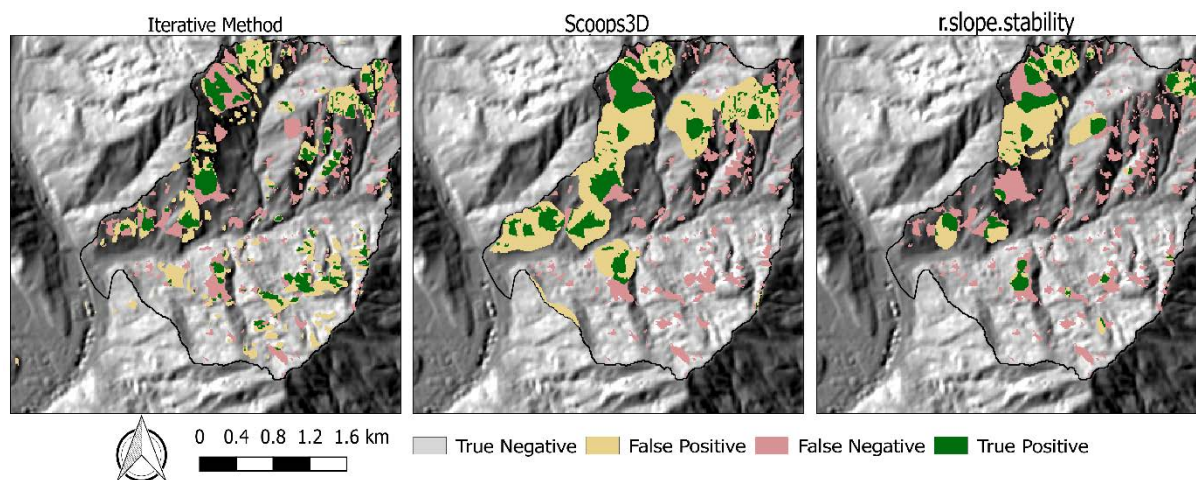 Iterative Method
Scoops3D
r.slope.stability
0 0.4 0.8 1.2 1.6 km
True Negative
False Positive
False Negative
True Positive